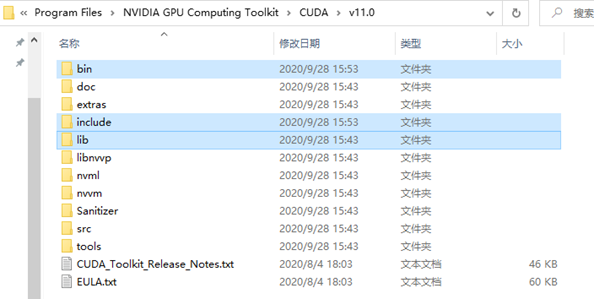 « Program Files > NVIDIA GPU Computing Toolkit > CUDA > v11.0 搜索
名称 修改日期 类型 大小
bin 2020/9/28 15:53 文件夹
doc 2020/9/28 15:43 文件夹
extras 2020/9/28 15:43 文件夹
include 2020/9/28 15:53 文件夹
lib 2020/9/28 15:43 文件夹
libnvvp 2020/9/28 15:43 文件夹
nvml 2020/9/28 15:43 文件夹
nvvm 2020/9/28 15:43 文件夹
Sanitizer 2020/9/28 15:43 文件夹
src 2020/9/28 15:43 文件夹
tools 2020/9/28 15:43 文件夹
CUDA_Toolkit_Release_Notes.txt 2020/8/4 18:03 文本文档 46 KB
EULA.txt 2020/8/4 18:03 文本文档 60 KB